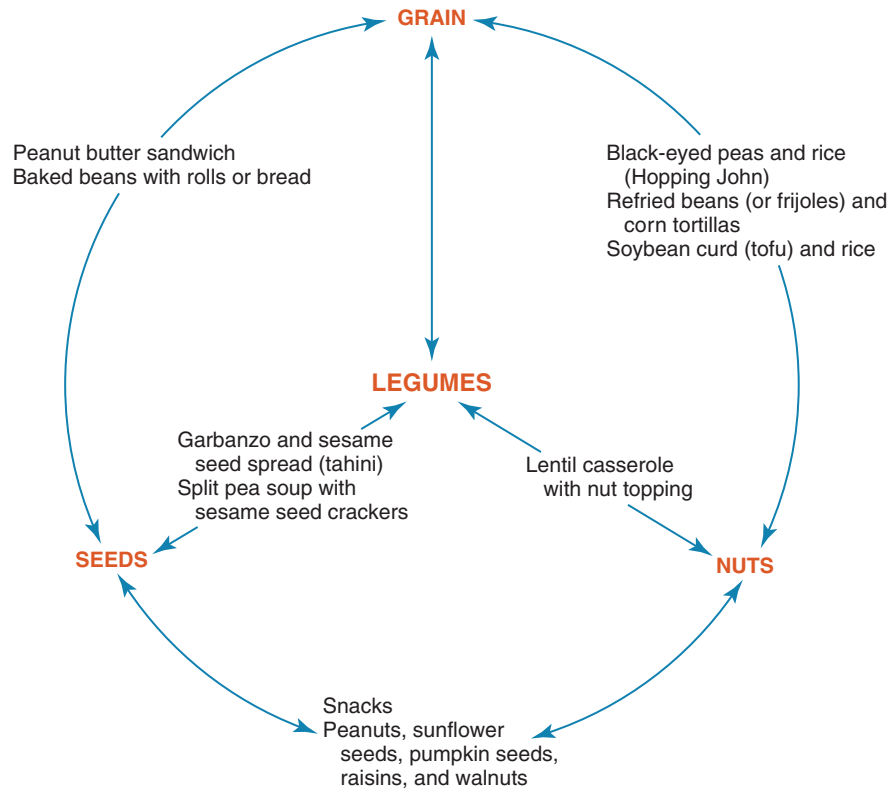 GRAIN
Peanut butter sandwich
Baked beans with rolls or bread
Black-eyed peas and rice
(Hopping John)
Refried beans (or frijoles) and
corn tortillas
Soybean curd (tofu) and rice
LEGUMES
Garbanzo and sesame
seed spread (tahini)
Split pea soup with
sesame seed crackers
Lentil casserole
with nut topping
SEEDS
NUTS
Snacks
Peanuts, sunflower
seeds, pumpkin seeds,
raisins, and walnuts